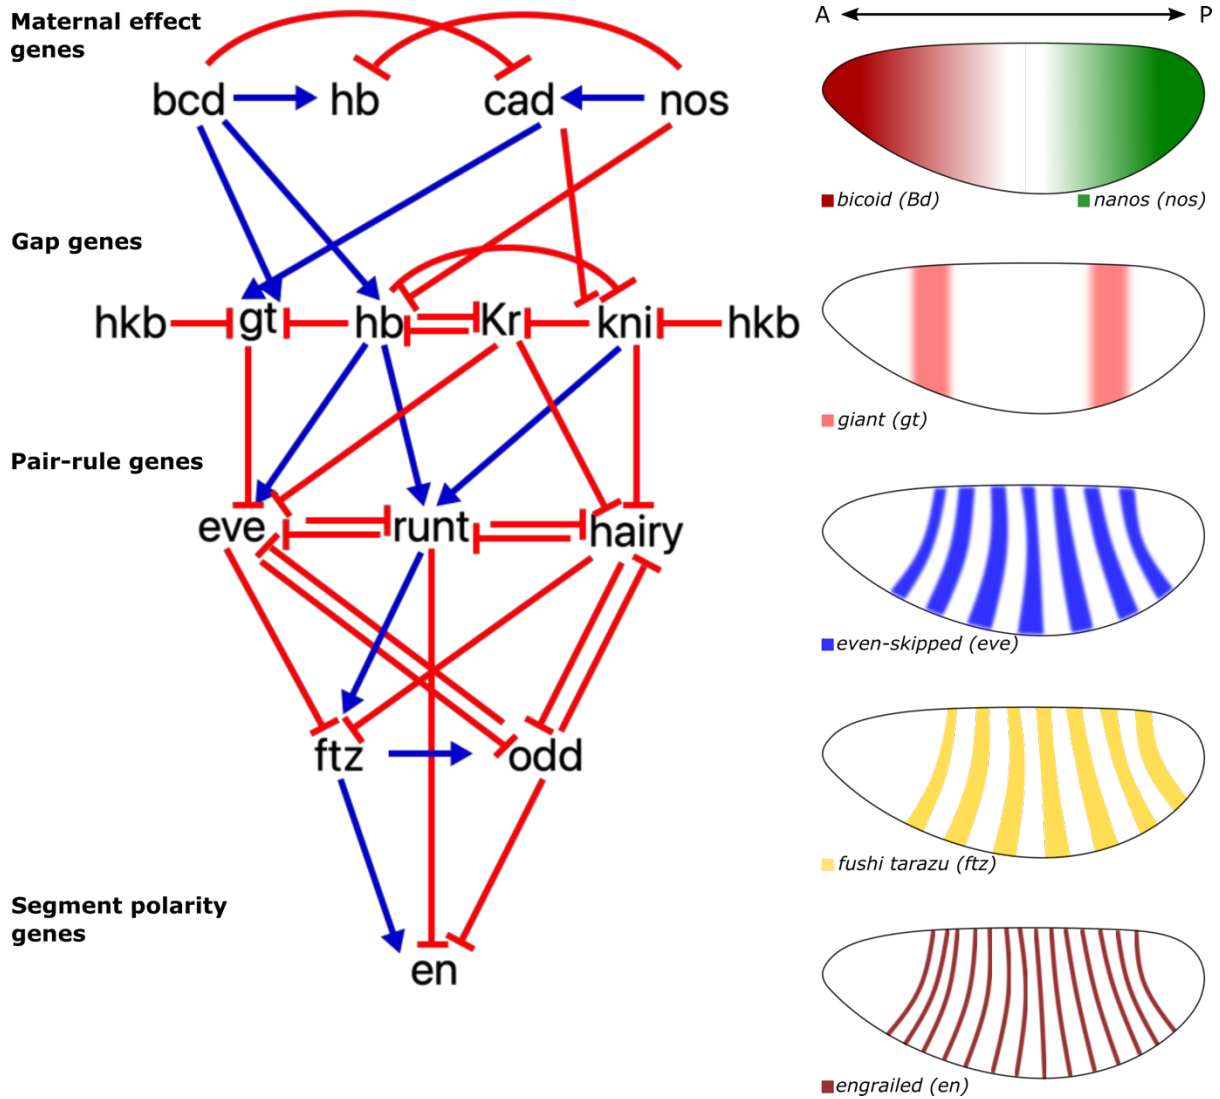 Maternal effect
genes
bcd hb cad nos
Gap genes
hkb gt hb Kr kni hkb
Pair-rule genes
eve runt hairy
ftz odd
Segment polarity
genes
en
A P
bicoid (Bd) nanos (nos)
giant (gt)
even-skipped (eve)
fushi tarazu (ftz)
engrailed (en)